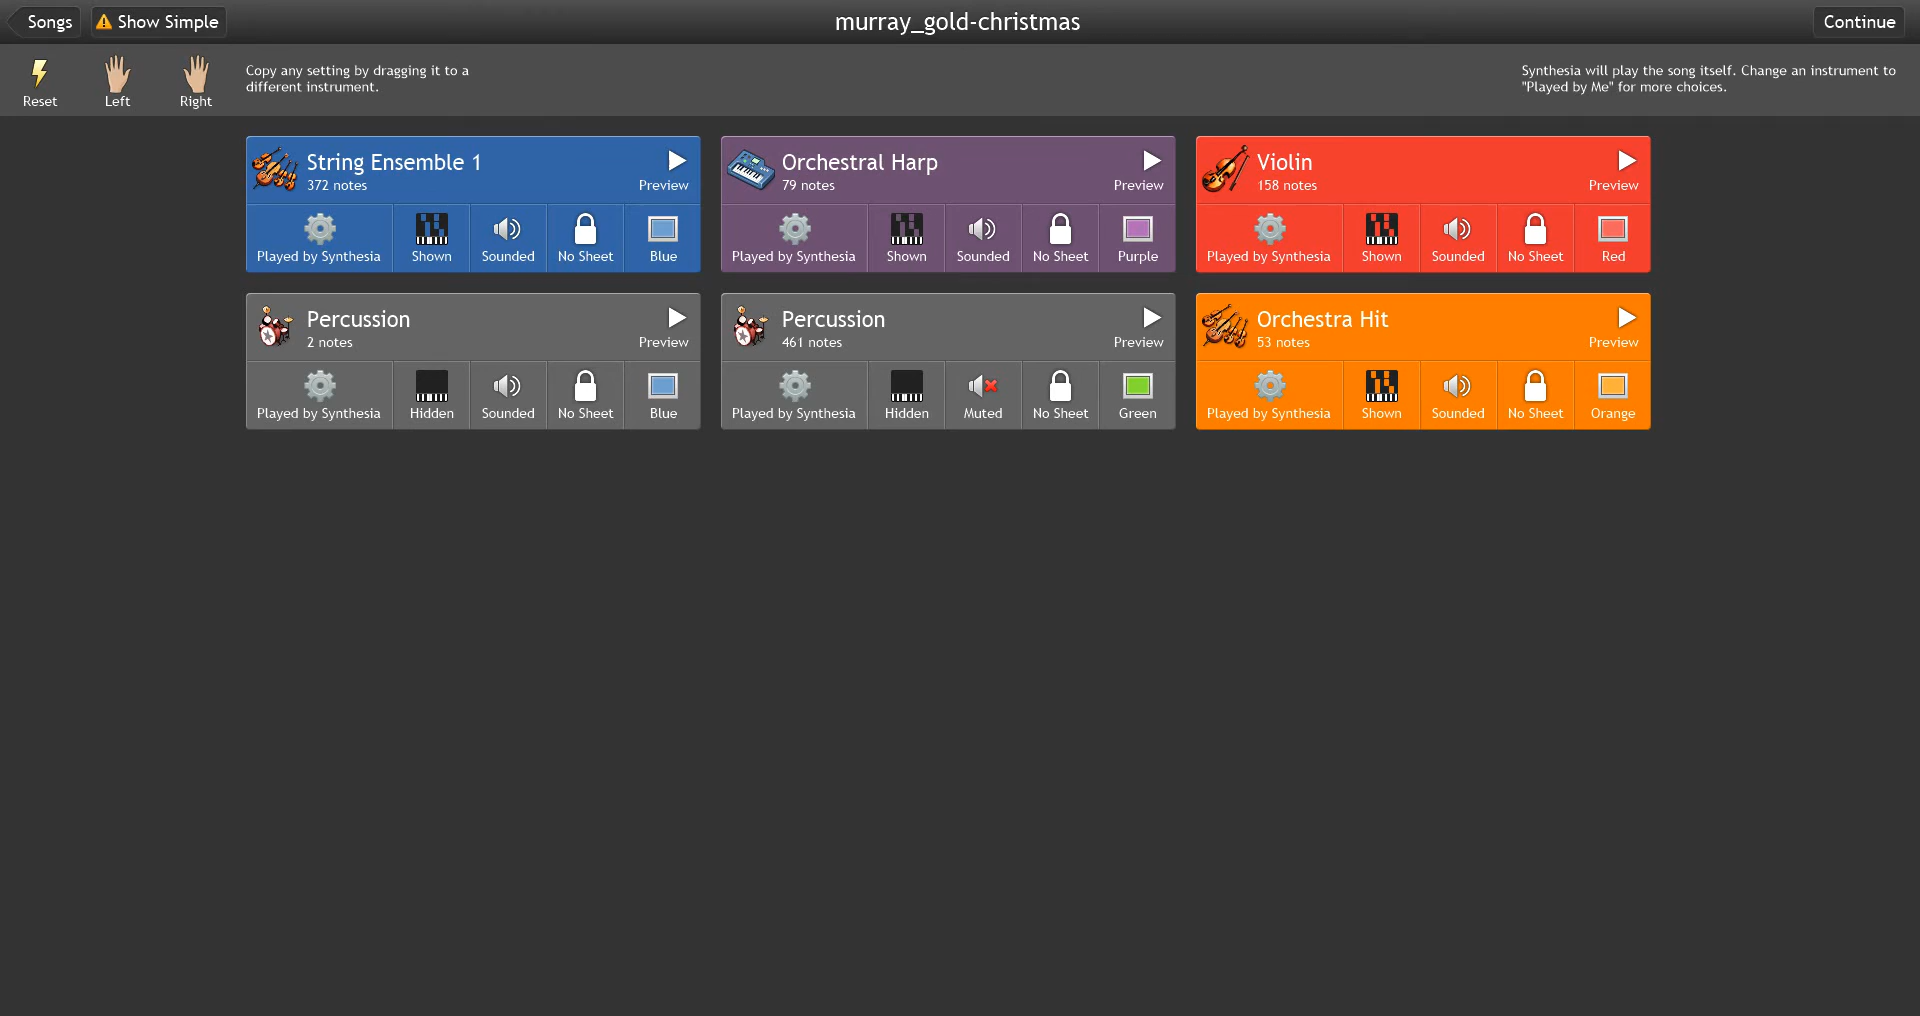 Songs
Show Simple
murray_gold-christmas
Continue
Reset
Left
Right
Copy any setting by dragging it to a
different instrument.
Synthesia will play the song itself. Change an instrument to
"Played by Me" for more choices.
String Ensemble 1
372 notes
Preview
Played by Synthesia
Shown
Sounded
No Sheet
Blue
Orchestral Harp
79 notes
Preview
Played by Synthesia
Shown
Sounded
No Sheet
Purple
Violin
158 notes
Preview
Played by Synthesia
Shown
Sounded
No Sheet
Red
Percussion
2 notes
Preview
Played by Synthesia
Hidden
Sounded
No Sheet
Blue
Percussion
461 notes
Preview
Played by Synthesia
Hidden
Muted
No Sheet
Green
Orchestra Hit
53 notes
Preview
Played by Synthesia
Shown
Sounded
No Sheet
Orange